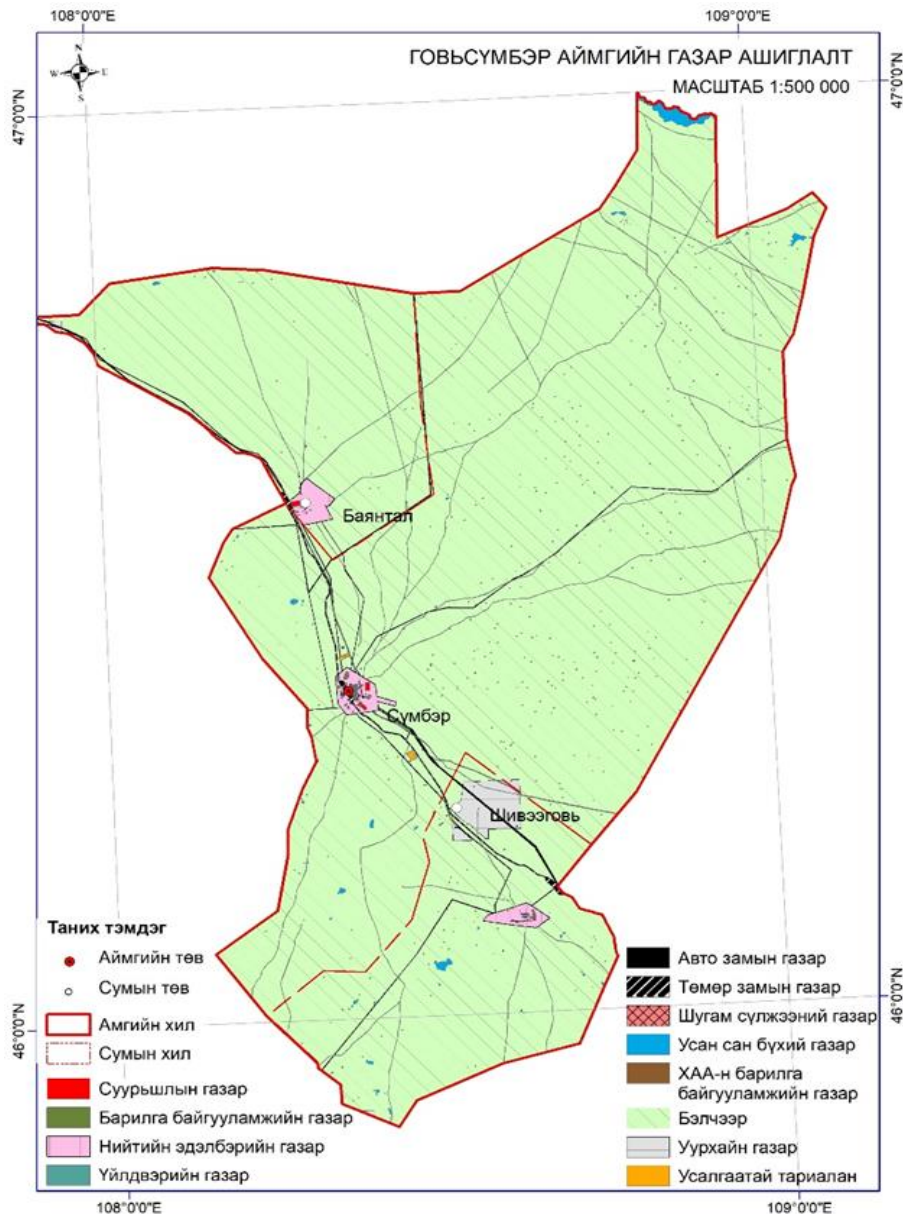 108°0'0"E
109°0'0"E
N
W E
S
ГОВЬСҮМБЭР АЙМГИЙН ГАЗАР АШИГЛАЛТ
МАСШТАБ 1:500 000
47°0'0"N
47°0'0"N
Баянтал
Сүмбэр
Шивээговь
46°0'0"N
46°0'0"N
Таних тэмдэг
Аймгийн төв
Сумын төв
Амгийн хил
Сумын хил
Суурьшлын газар
Барилга байгууламжийн газар
Нийтийн эдэлбэрийн газар
Үйлдвэрийн газар
Авто замын газар
Төмөр замын газар
Шугам сүлжээний газар
Усан сан бүхий газар
ХАА-н барилга
байгууламжийн газар
Бэлчээр
Уурхайн газар
Усалгаатай тариалан
108°0'0"E
109°0'0"E